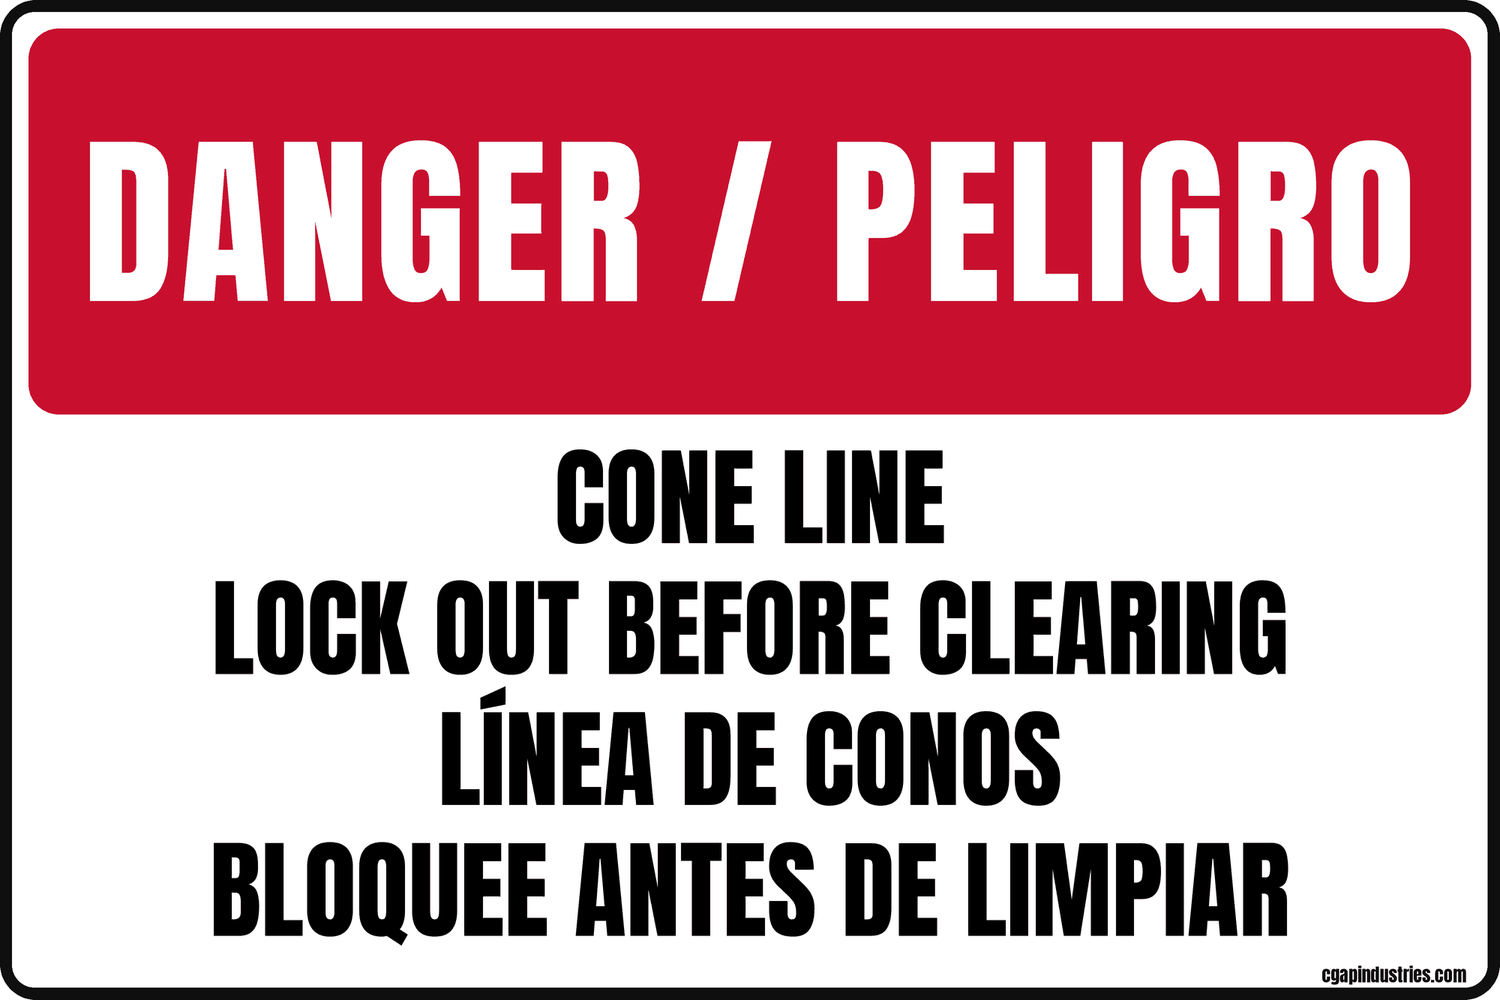 DANGER / PELIGRO
CONE LINE
LOCK OUT BEFORE CLEARING
LÍNEA DE CONOS
BLOQUEE ANTES DE LIMPIAR
cgapindustries.com